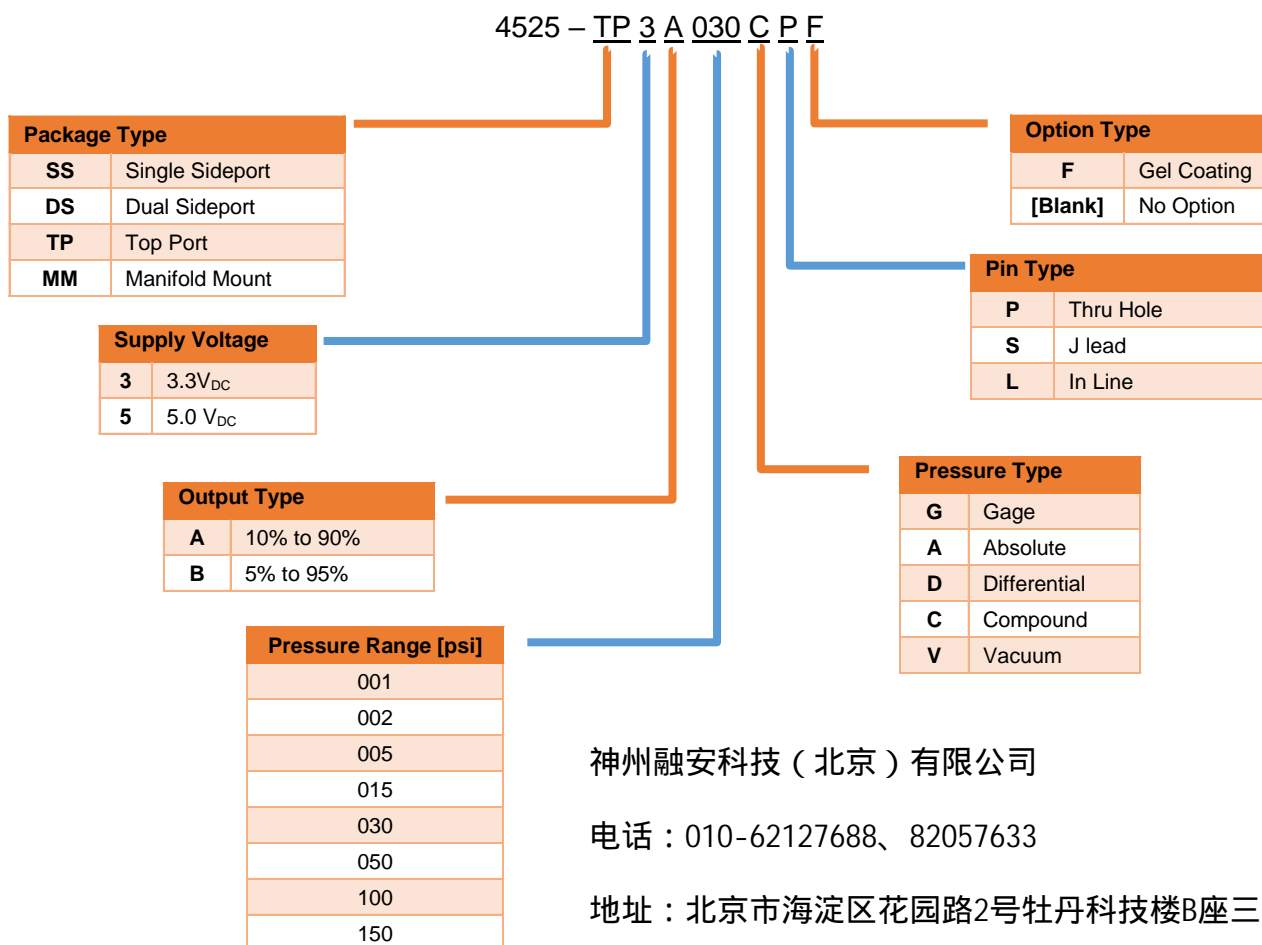 4525 – TP 3 A 030 C P F
Package Type
SS Single Sideport
DS Dual Sideport
TP Top Port
MM Manifold Mount
Option Type
F Gel Coating
[Blank] No Option
Pin Type
P Thru Hole
S J lead
L In Line
Supply Voltage
3 3.3VDC
5 5.0 VDC
Output Type
A 10% to 90%
B 5% to 95%
Pressure Type
G Gage
A Absolute
D Differential
C Compound
V Vacuum
Pressure Range [psi]
001
002
005
015
030
050
100
150
神州融安科技（北京）有限公司
电话：010-62127688、82057633
地址：北京市海淀区花园路2号牡丹科技楼B座三